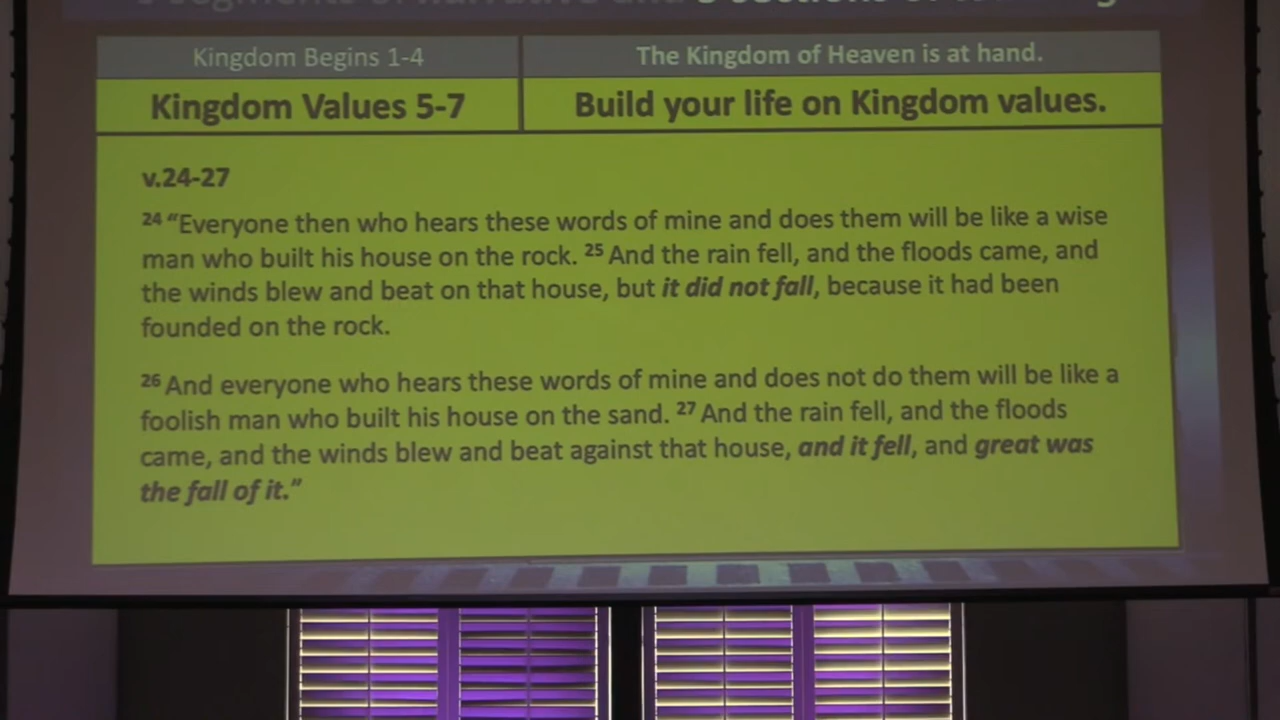 Kingdom Begins 1-4
The Kingdom of Heaven is at hand.
Kingdom Values 5-7
Build your life on Kingdom values.
v.24-27
24 “Everyone then who hears these words of mine and does them will be like a wise
man who built his house on the rock. 25 And the rain fell, and the floods came, and
the winds blew and beat on that house, but it did not fall, because it had been
founded on the rock.
26 And everyone who hears these words of mine and does not do them will be like a
foolish man who built his house on the sand. 27 And the rain fell, and the floods
came, and the winds blew and beat against that house, and it fell, and great was
the fall of it.”